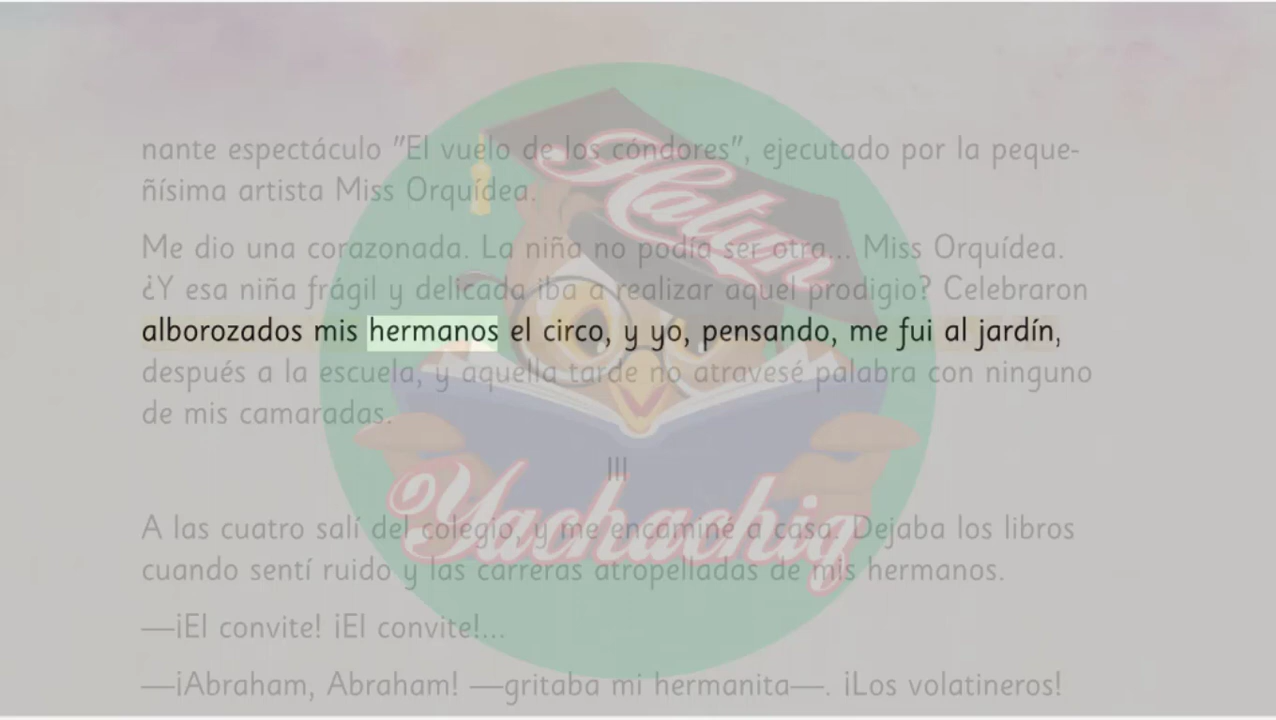 nante espectáculo "El vuelo de los cóndores", ejecutado por la peque-
ñísima artista Miss Orquídea.
Me dio una corazonada. La niña no podía ser otra... Miss Orquídea.
¿Y esa niña frágil y delicada iba a realizar aquel prodigio? Celebraron
alborozados mis hermanos el circo, y yo, pensando, me fui al jardín,
después a la escuela, y aquella tarde no atravesé palabra con ninguno
de mis camaradas.
III
A las cuatro salí del colegio, y me encaminé a casa. Dejaba los libros
cuando sentí ruido y las carreras atropelladas de mis hermanos.
—¡El convite! ¡El convite!...
—¡Abraham, Abraham! —gritaba mi hermanita—. ¡Los volatineros!
Hatun
Yachachiq